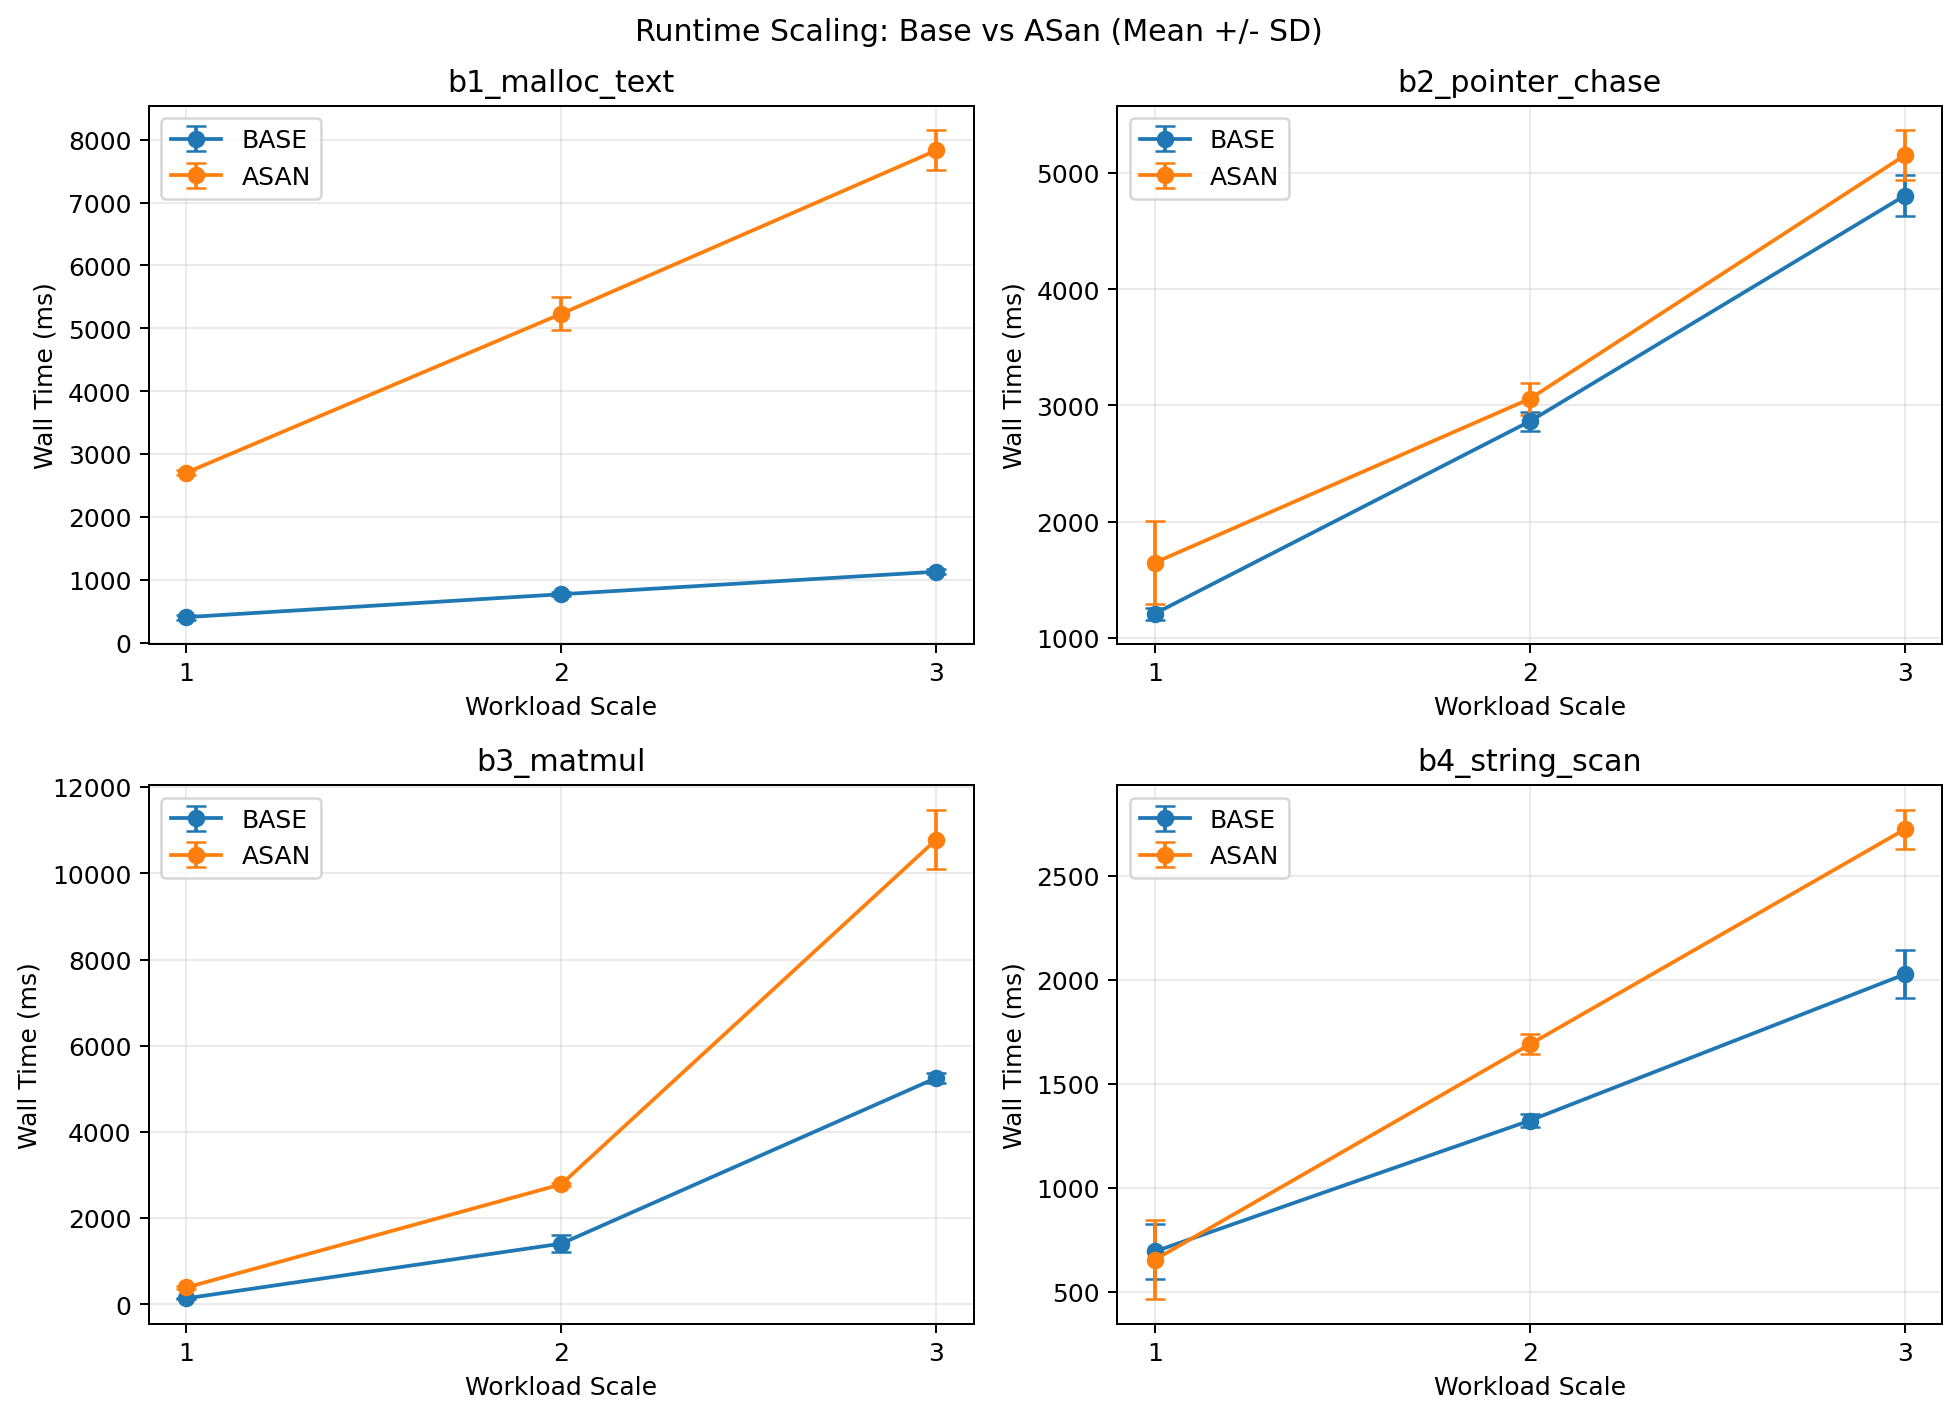 Runtime Scaling: Base vs ASan (Mean +/- SD)
b1_malloc_text
BASE
ASAN
8000
7000
6000
5000
4000
3000
2000
1000
0
Wall Time (ms)
1 2 3
Workload Scale
b2_pointer_chase
BASE
ASAN
5000
4000
3000
2000
1000
Wall Time (ms)
1 2 3
Workload Scale
b3_matmul
BASE
ASAN
12000
10000
8000
6000
4000
2000
0
Wall Time (ms)
1 2 3
Workload Scale
b4_string_scan
BASE
ASAN
2500
2000
1500
1000
500
Wall Time (ms)
1 2 3
Workload Scale